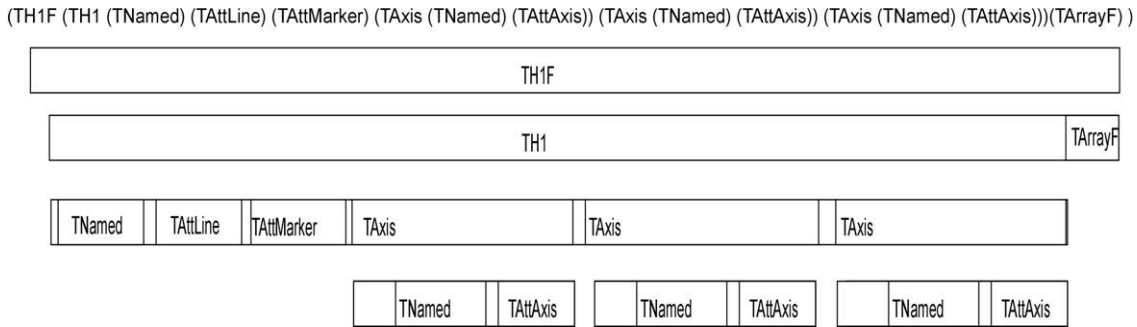 (TH1F (TH1 (TNamed) (TAttLine) (TAttMarker) (TAxis (TNamed) (TAttAxis)) (TAxis (TNamed) (TAttAxis)) (TAxis (TNamed) (TAttAxis)))(TArrayF) )
TH1F
TH1 TArrayF
TNamed TAttLine TAttMarker TAxis TAxis TAxis
TNamed TAttAxis TNamed TAttAxis TNamed TAttAxis